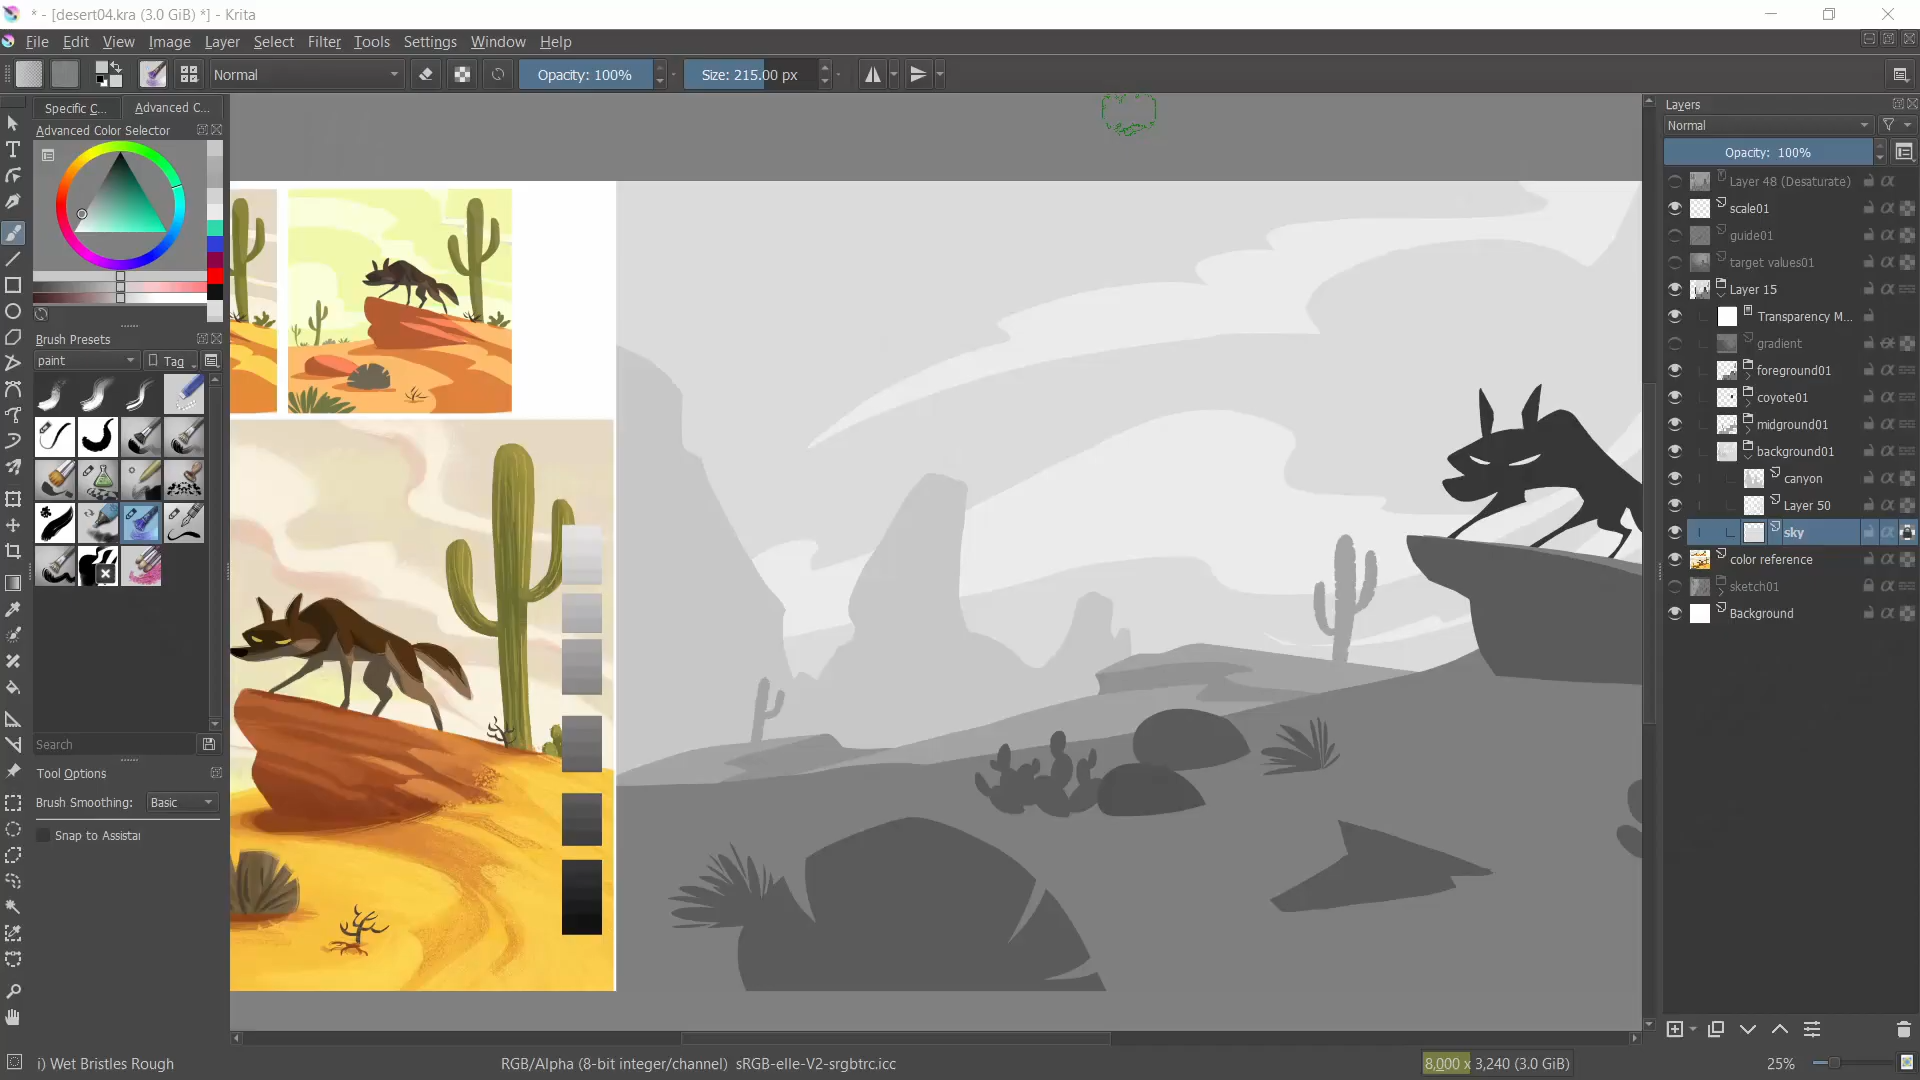 * - [desert04.kra (3.0 GiB) *] - Krita
File Edit View Image Layer Select Filter Tools Settings Window Help
Normal
Opacity: 100%
Size: 215.00 px
Specific C...
Advanced C...
Advanced Color Selector
Brush Presets
paint
Tag
Search
Tool Options
Brush Smoothing: Basic
Snap to Assistar
Layers
Normal
Opacity: 100%
Layer 48 (Desaturate)
scale01
guide01
target values01
Layer 15
Transparency M...
gradient
foreground01
coyote01
midground01
background01
canyon
Layer 50
sky
color reference
sketch01
Background
i) Wet Bristles Rough
RGB/Alpha (8-bit integer/channel) sRGB-elle-V2-srgbtrc.icc
8,000 x 3,240 (3.0 GiB)
25%